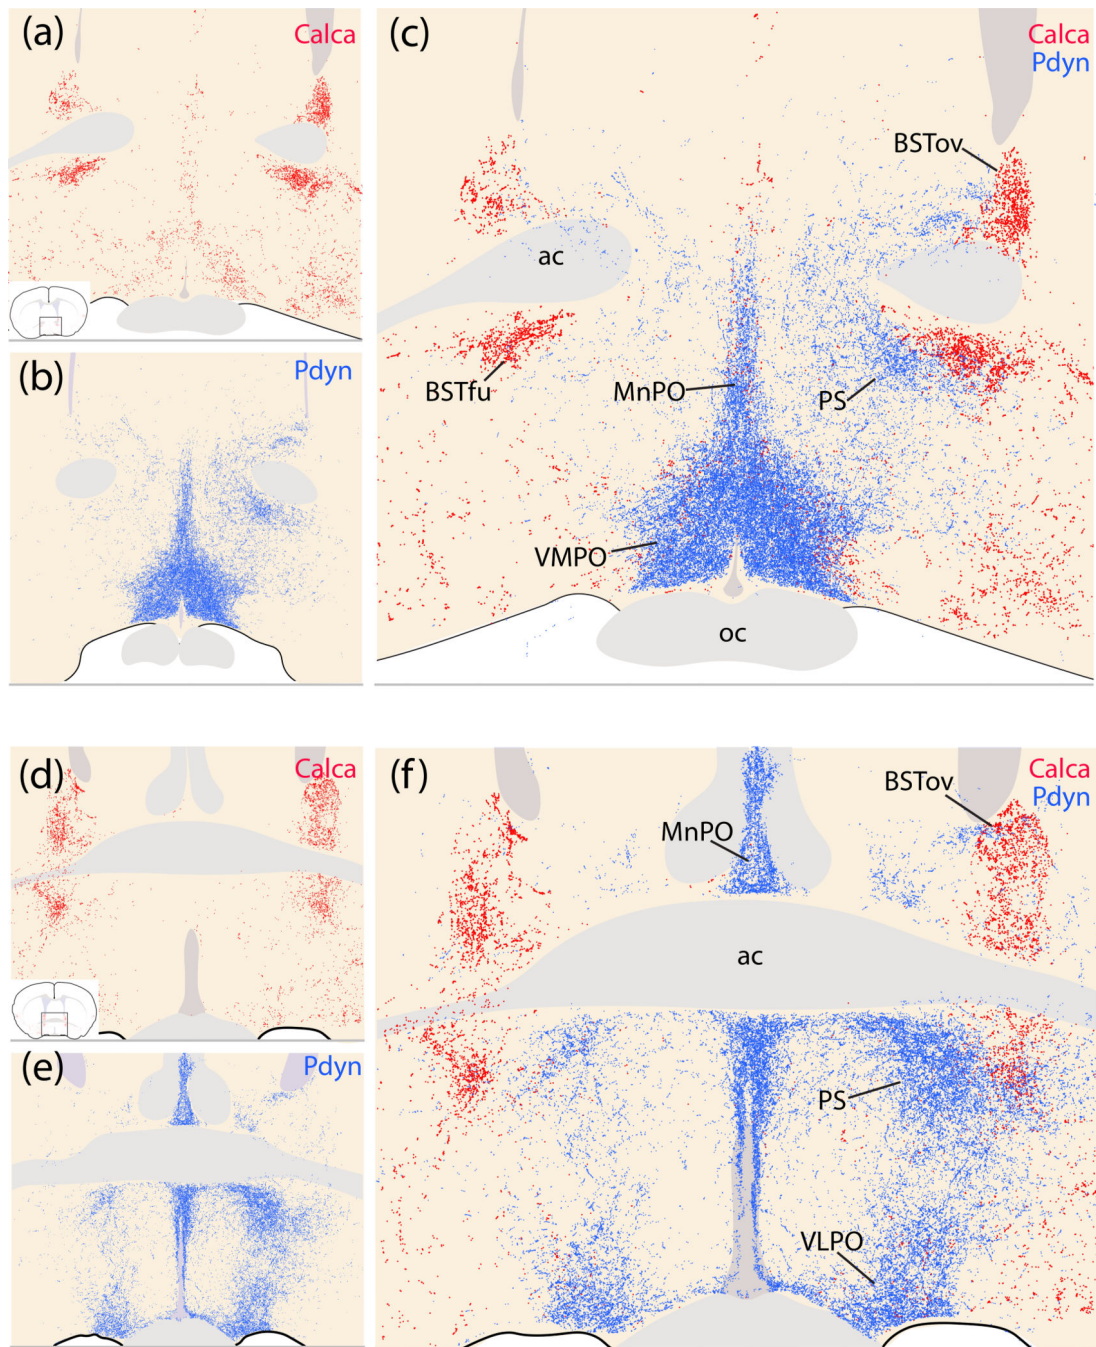 (a)
Calca
(b)
Pdyn
(c)
Calca
Pdyn
BSTov
ac
BSTfu
MnPO
PS
VMPO
oc
(d)
Calca
(e)
Pdyn
(f)
Calca
Pdyn
BSTov
MnPO
ac
PS
VLPO